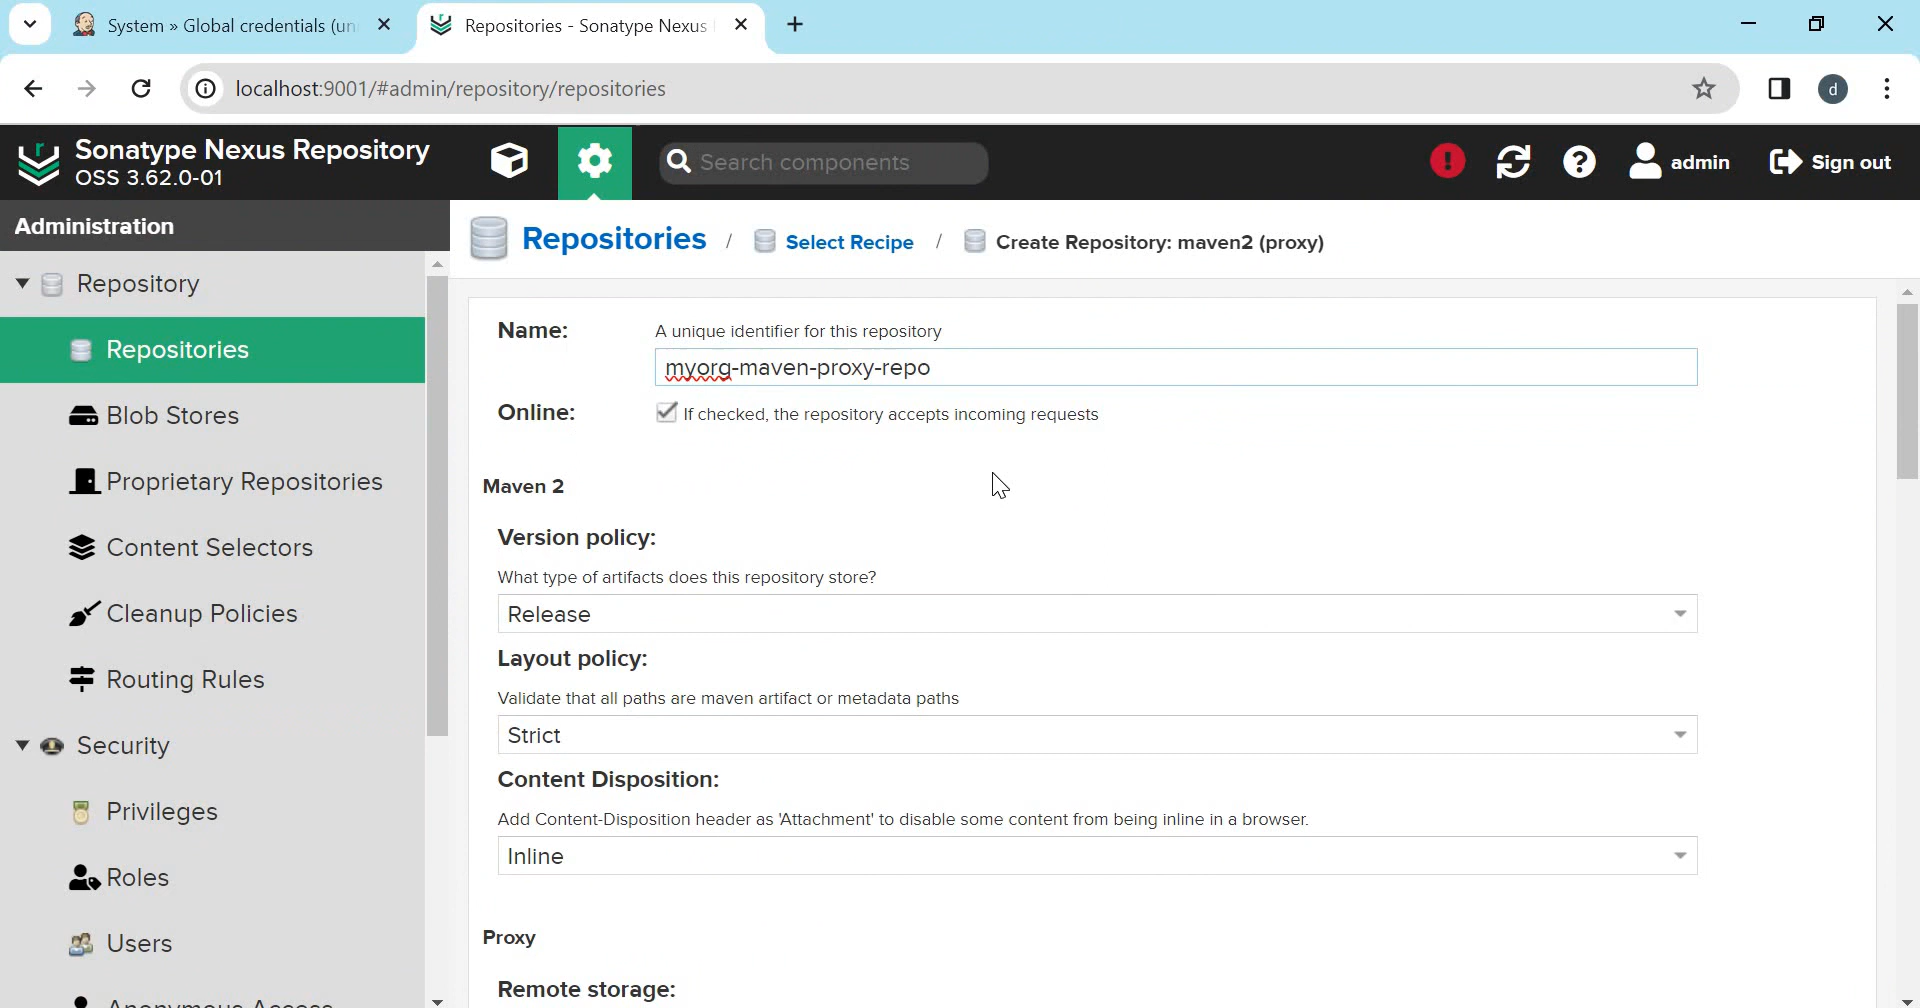 System » Global credentials (un
Repositories - Sonatype Nexus
localhost:9001/#admin/repository/repositories
d
Sonatype Nexus Repository
OSS 3.62.0-01
Search components
admin
Sign out
Administration
Repositories / Select Recipe / Create Repository: maven2 (proxy)
Repository
Repositories
Blob Stores
Proprietary Repositories
Content Selectors
Cleanup Policies
Routing Rules
Security
Privileges
Roles
Users
Anonymous Access
Name:
A unique identifier for this repository
myorg-maven-proxy-repo
Online:
If checked, the repository accepts incoming requests
Maven 2
Version policy:
What type of artifacts does this repository store?
Release
Layout policy:
Validate that all paths are maven artifact or metadata paths
Strict
Content Disposition:
Add Content-Disposition header as 'Attachment' to disable some content from being inline in a browser.
Inline
Proxy
Remote storage: